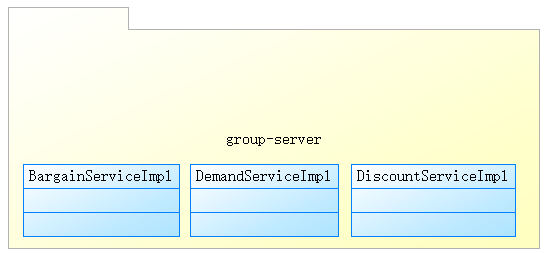 group-server
BargainServiceImpl
DemandServiceImpl
DiscountServiceImpl